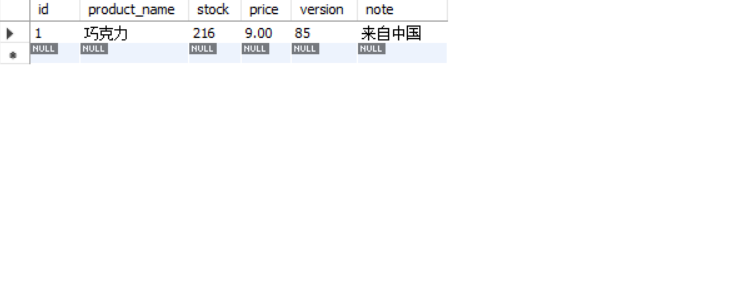 id product_name stock price version note
1 巧克力 216 9.00 85 来自中国
NULL NULL NULL NULL NULL NULL